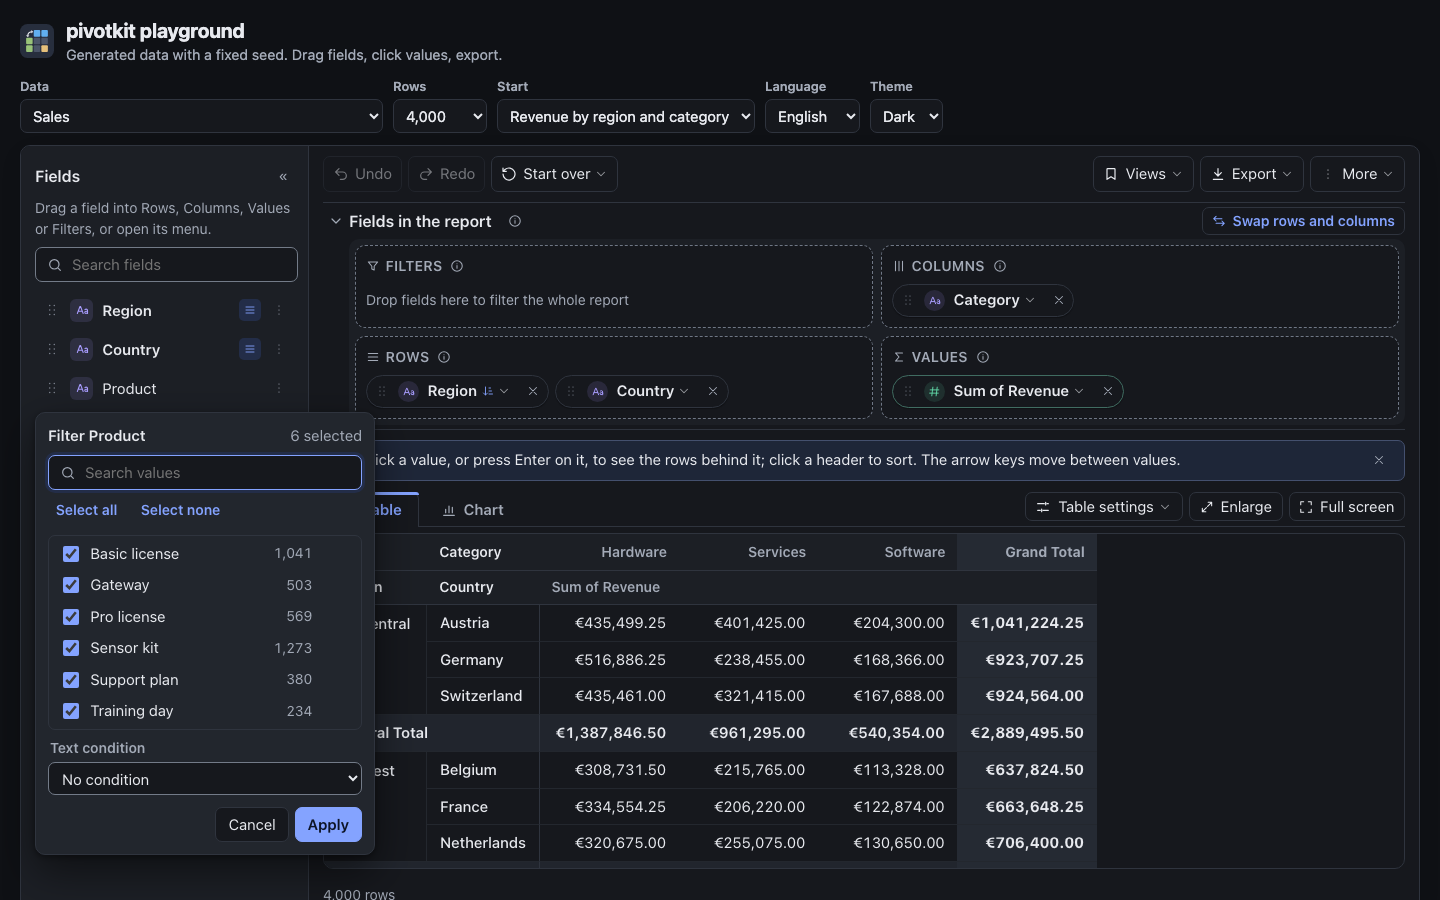 pivotkit playground
Generated data with a fixed seed. Drag fields, click values, export.
Data
Rows
Start
Language
Theme
Sales
4,000
Revenue by region and category
English
Dark
Fields
«
Drag a field into Rows, Columns, Values
or Filters, or open its menu.
Search fields
Aa Region
Aa Country
Aa Product
Undo
Redo
Start over
Views
Export
More
Fields in the report
Swap rows and columns
FILTERS
Drop fields here to filter the whole report
COLUMNS
Aa Category
ROWS
Aa Region
Aa Country
Σ VALUES
# Sum of Revenue
Filter Product
6 selected
Search values
Select all
Select none
Basic license 1,041
Gateway 503
Pro license 569
Sensor kit 1,273
Support plan 380
Training day 234
Text condition
No condition
Cancel
Apply
ick a value, or press Enter on it, to see the rows behind it; click a header to sort. The arrow keys move between values.
able
Chart
Table settings
Enlarge
Full screen
Category Hardware Services Software Grand Total
n Country Sum of Revenue
entral Austria €435,499.25 €401,425.00 €204,300.00 €1,041,224.25
Germany €516,886.25 €238,455.00 €168,366.00 €923,707.25
Switzerland €435,461.00 €321,415.00 €167,688.00 €924,564.00
ral Total €1,387,846.50 €961,295.00 €540,354.00 €2,889,495.50
est Belgium €308,731.50 €215,765.00 €113,328.00 €637,824.50
France €334,554.25 €206,220.00 €122,874.00 €663,648.25
Netherlands €320,675.00 €255,075.00 €130,650.00 €706,400.00
4,000 rows